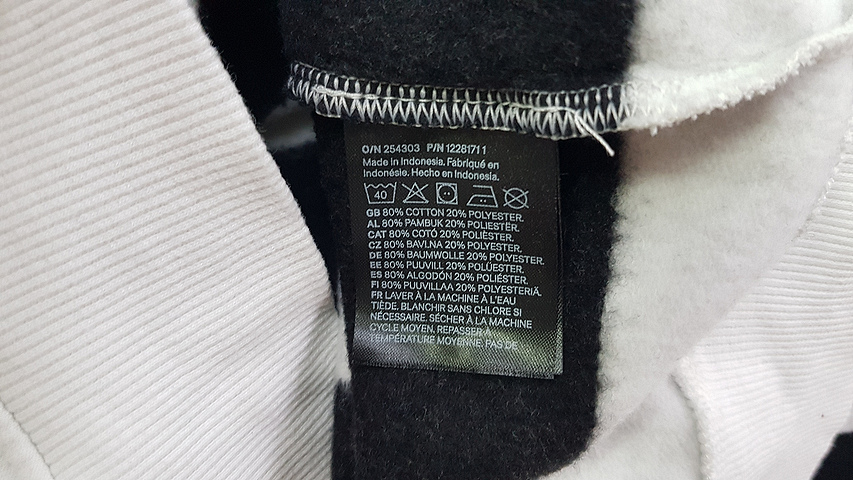 O/N 254303 P/N 1228171 1
Made in Indonesia. Fabriqué en
Indonésie. Hecho en Indonesia.
40
GB 80% COTTON 20% POLYESTER.
AL 80% PAMBUK 20% POLIESTËR.
CAT 80% COTÓ 20% POLIÈSTER.
CZ 80% BAVLNA 20% POLYESTER.
DE 80% BAUMWOLLE 20% POLYESTER.
EE 80% PUUVILL 20% POLÜESTER.
ES 80% ALGODÓN 20% POLIÉSTER.
FI 80% PUUVILLAA 20% POLYESTERIÄ.
FR LAVER À LA MACHINE À L'EAU
TIÈDE. BLANCHIR SANS CHLORE SI
NÉCESSAIRE. SÉCHER À LA MACHINE
CYCLE MOYEN. REPASSER À
TEMPÉRATURE MOYENNE. PAS DE